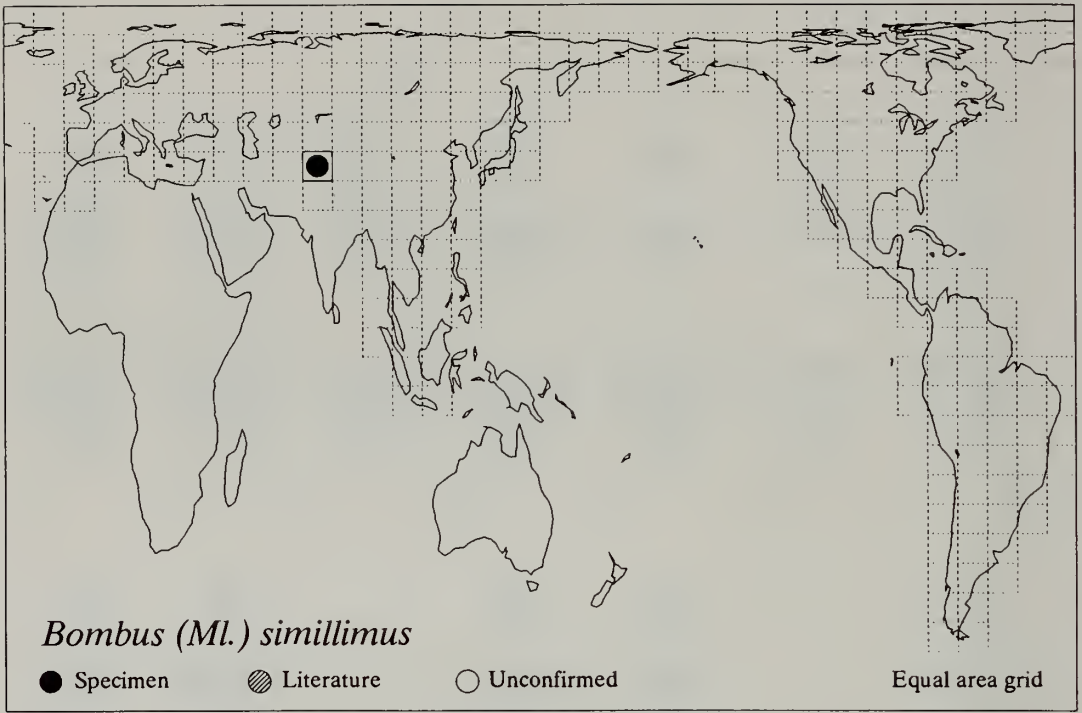 Bombus (Ml.) simillimus
Specimen Literature Unconfirmed Equal area grid